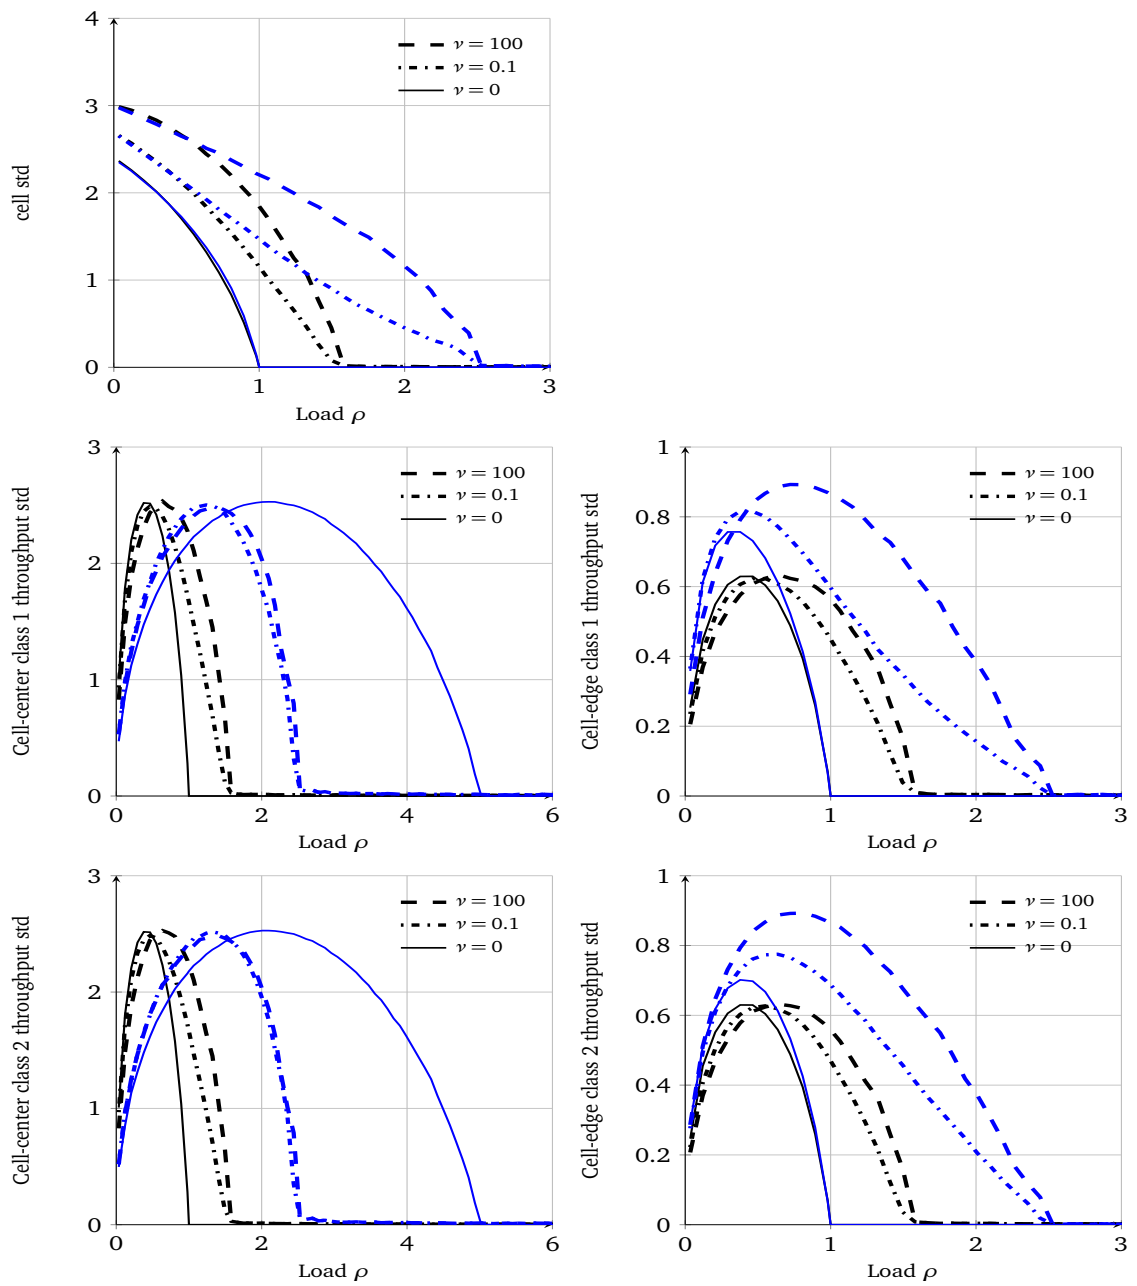 cell std
4
3
2
1
0
0 1 2 3
Load ρ
ν = 100
ν = 0.1
ν = 0
Cell-center class 1 throughput std
3
2
1
0
0 2 4 6
Load ρ
ν = 100
ν = 0.1
ν = 0
Cell-edge class 1 throughput std
1
0.8
0.6
0.4
0.2
0
0 1 2 3
Load ρ
ν = 100
ν = 0.1
ν = 0
Cell-center class 2 throughput std
3
2
1
0
0 2 4 6
Load ρ
ν = 100
ν = 0.1
ν = 0
Cell-edge class 2 throughput std
1
0.8
0.6
0.4
0.2
0
0 1 2 3
Load ρ
ν = 100
ν = 0.1
ν = 0